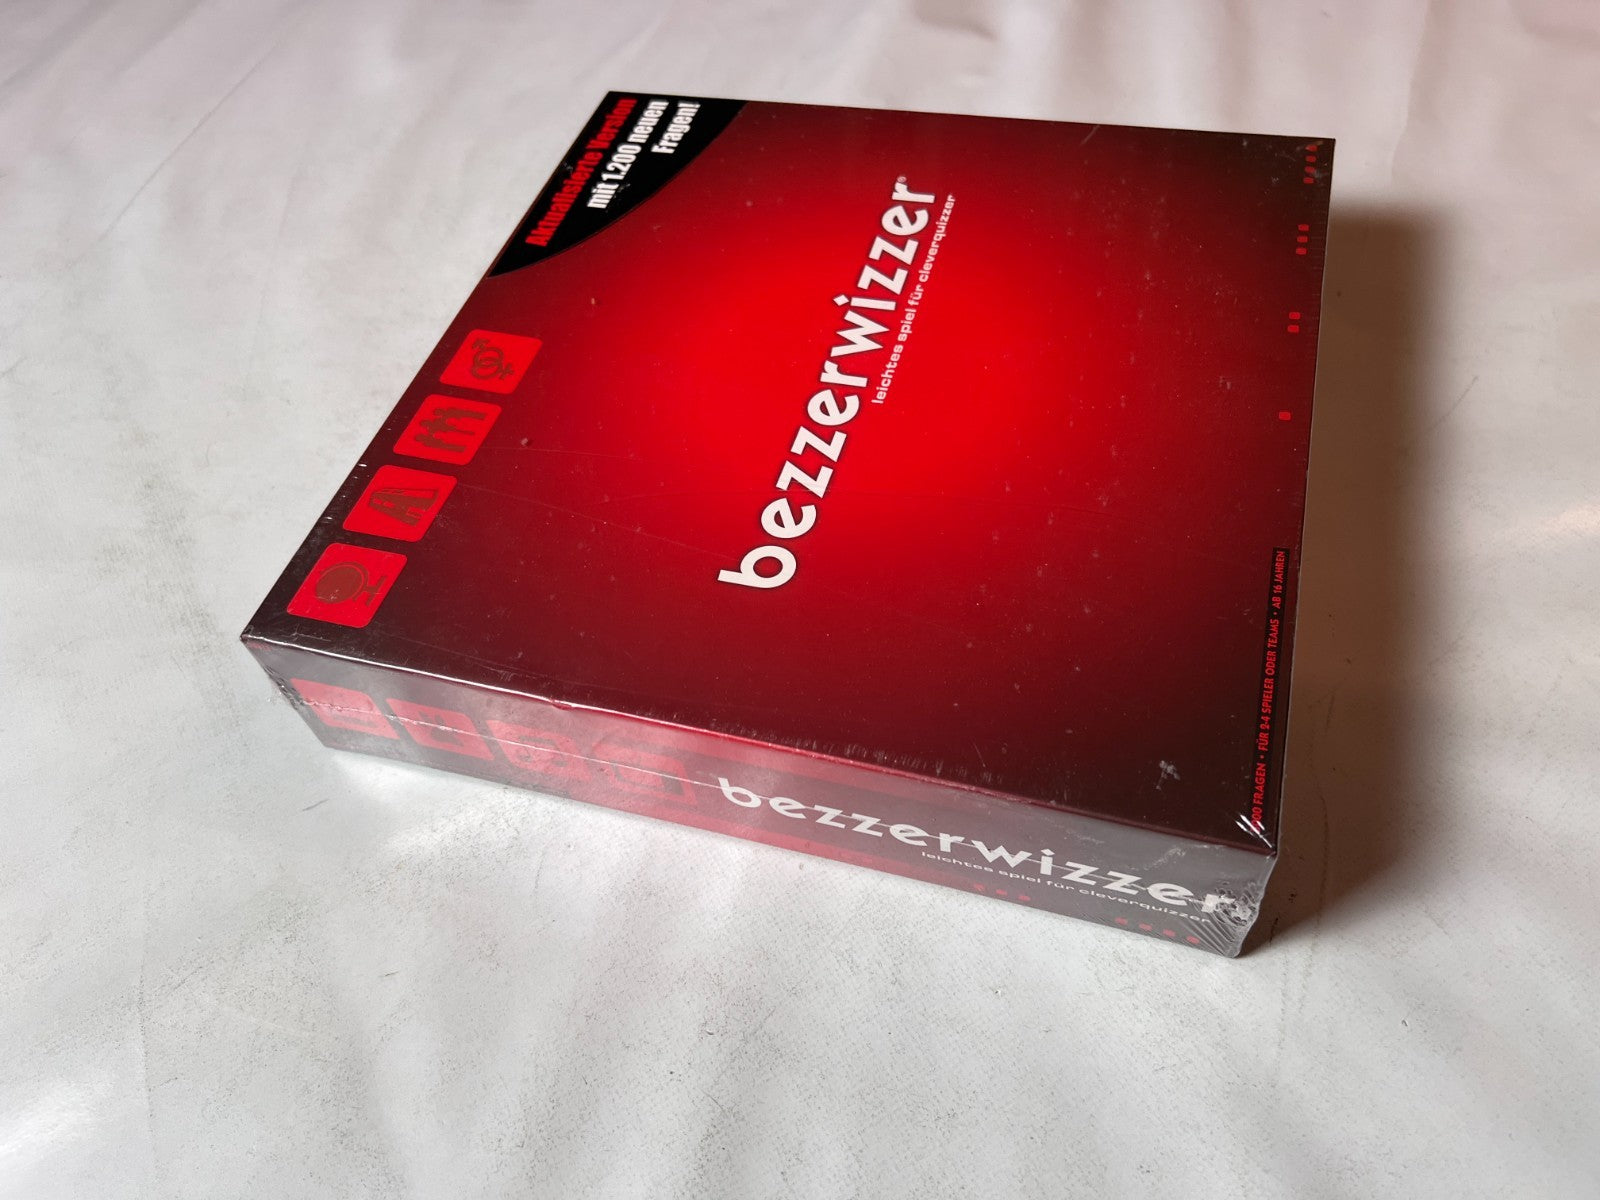 Aktualisierte Version
mit 1.200 neuen
Fragen!
bezzerwizzer®
leichtes spiel für cleverquizzer
FRAGEN · FÜR 2-4 SPIELER ODER TEAMS · AB 16 JAHREN
bezzerwizzer
leichtes spiel für cleverquizzer